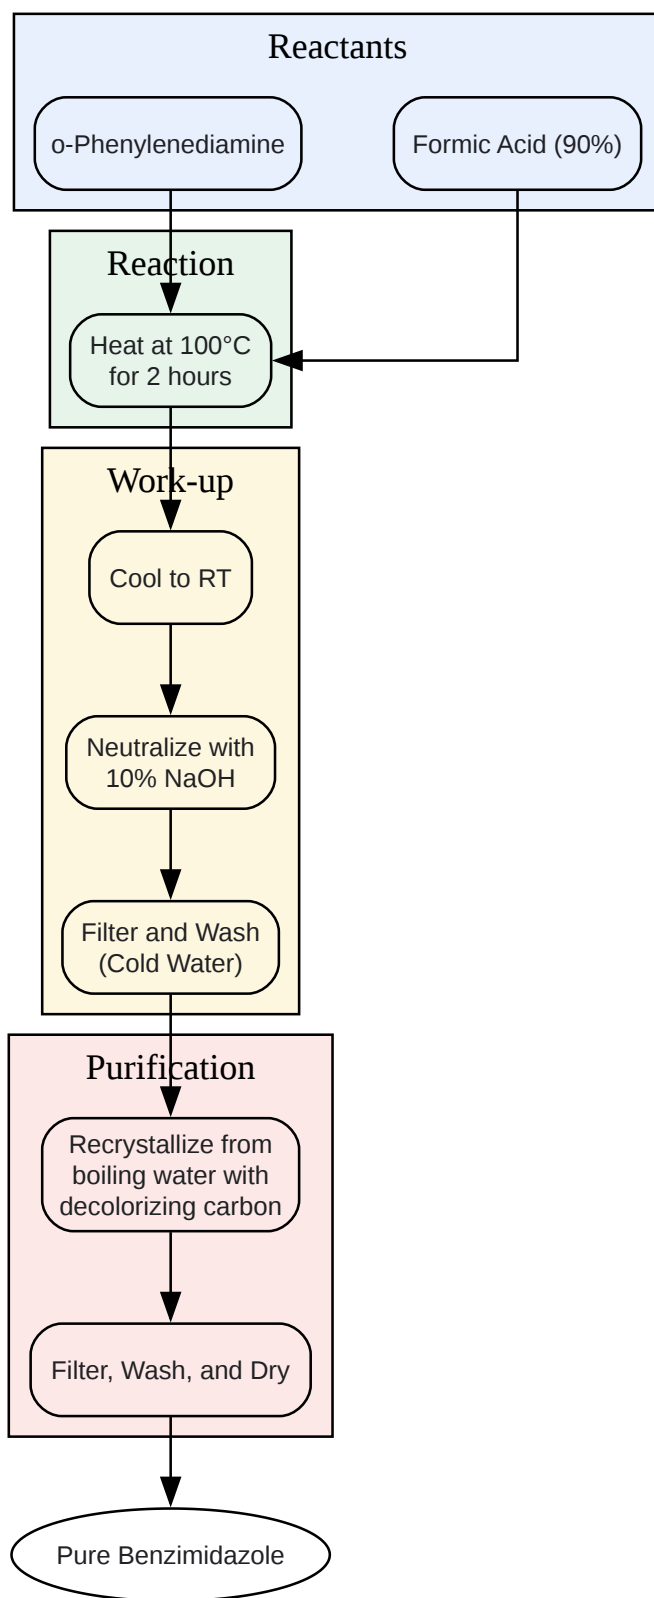 Reactants
o-Phenylenediamine
Formic Acid (90%)
Reaction
Heat at 100°C
for 2 hours
Work-up
Cool to RT
Neutralize with
10% NaOH
Filter and Wash
(Cold Water)
Purification
Recrystallize from
boiling water with
decolorizing carbon
Filter, Wash, and Dry
Pure Benzimidazole